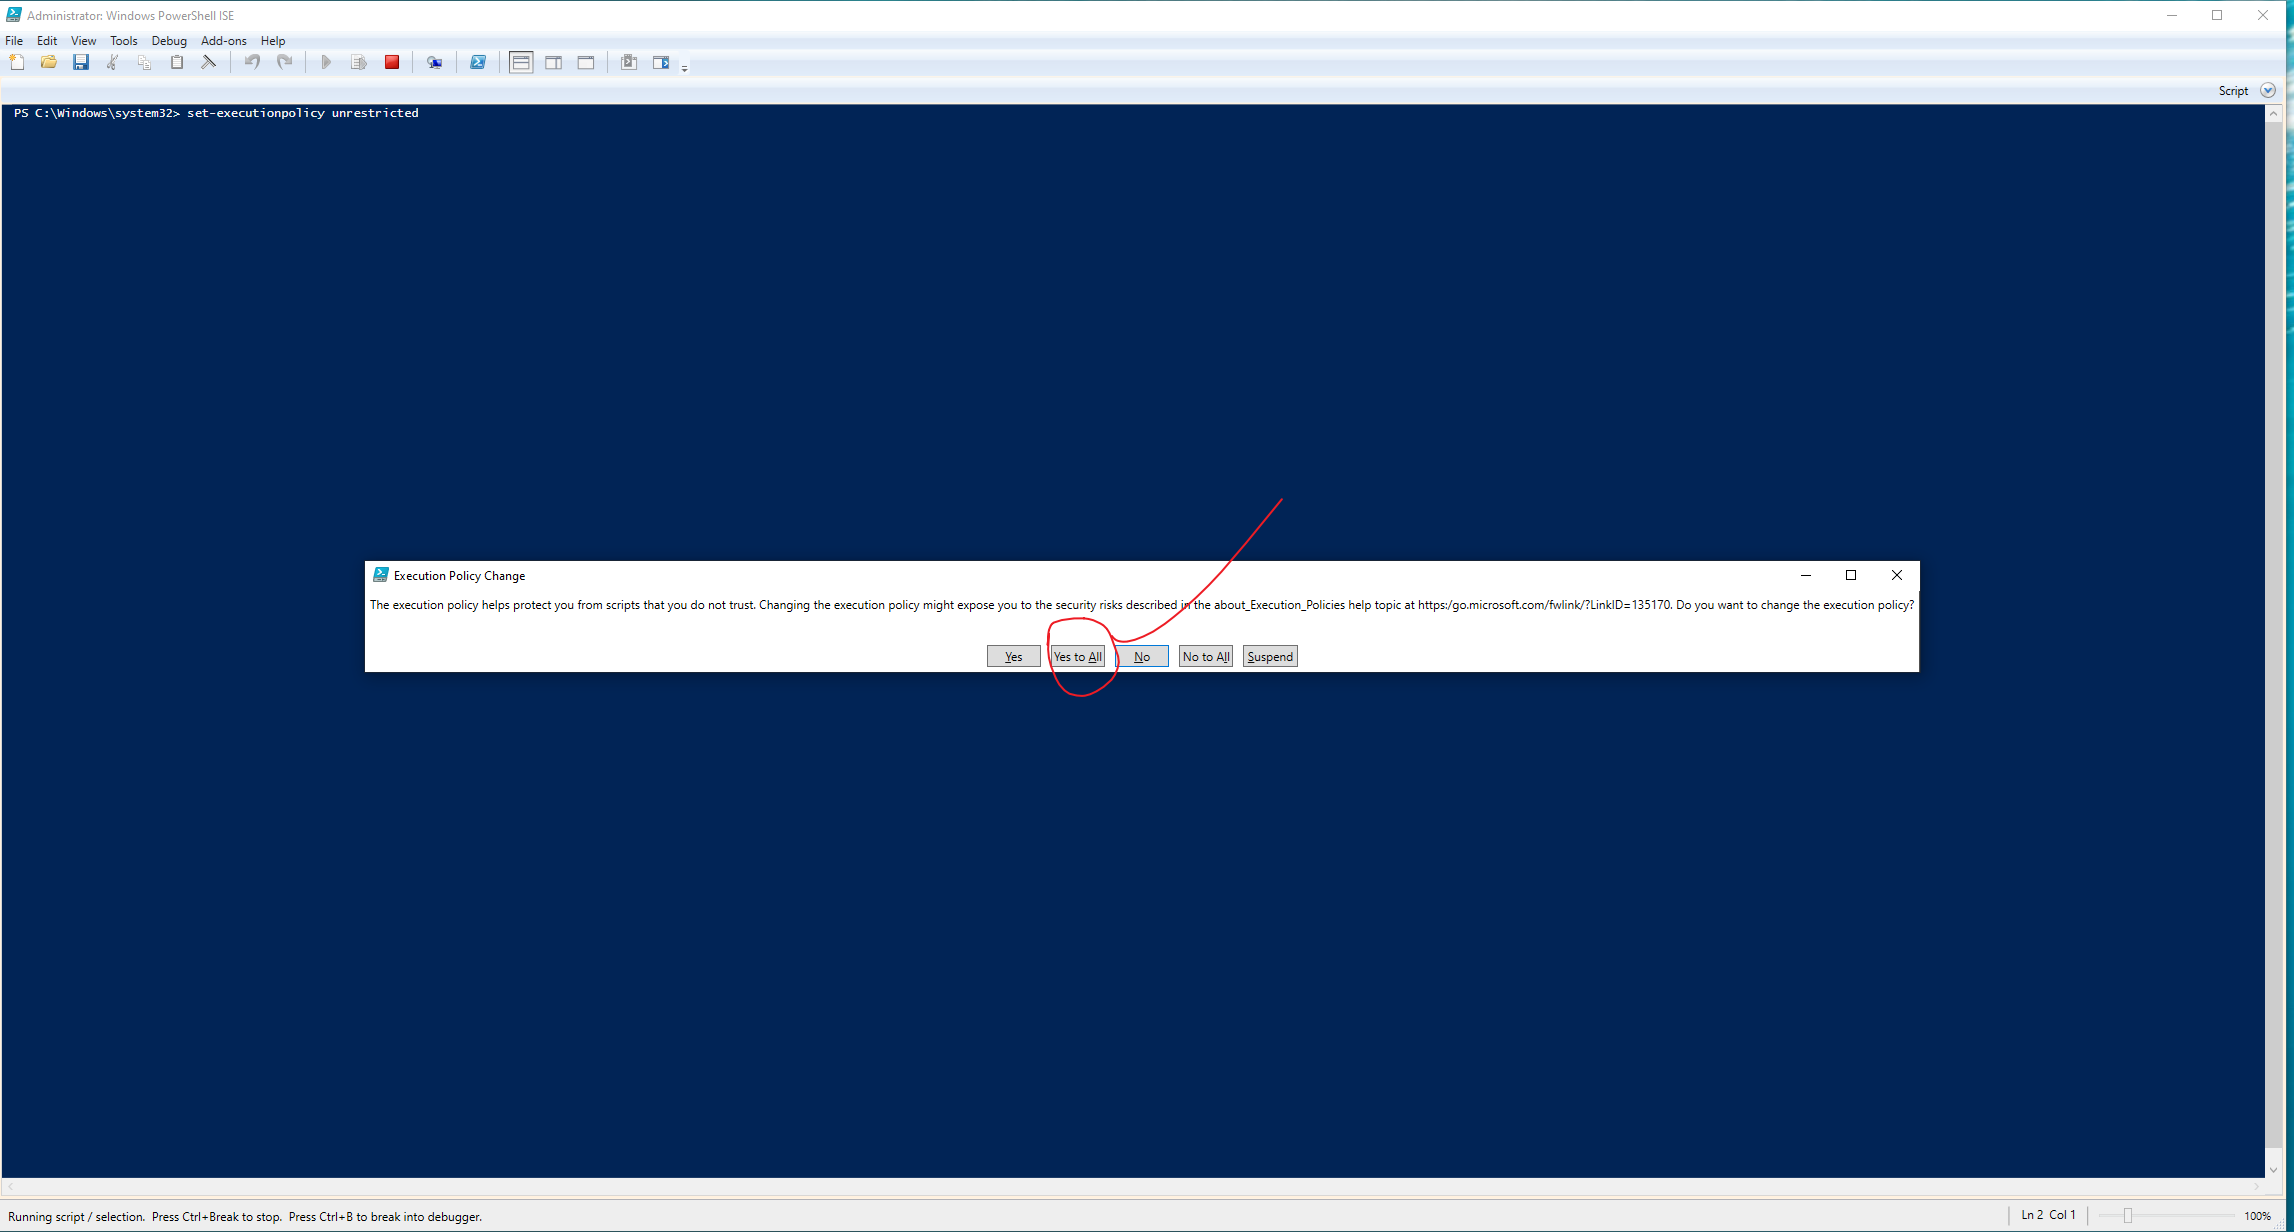 Administrator: Windows PowerShell ISE
File Edit View Tools Debug Add-ons Help
Script
PS C:\Windows\system32> set-executionpolicy unrestricted
Execution Policy Change
The execution policy helps protect you from scripts that you do not trust. Changing the execution policy might expose you to the security risks described in the about_Execution_Policies help topic at https:/go.microsoft.com/fwlink/?LinkID=135170. Do you want to change the execution policy?
Yes Yes to All No No to All Suspend
Running script / selection. Press Ctrl+Break to stop. Press Ctrl+B to break into debugger. Ln 2 Col 1 100%